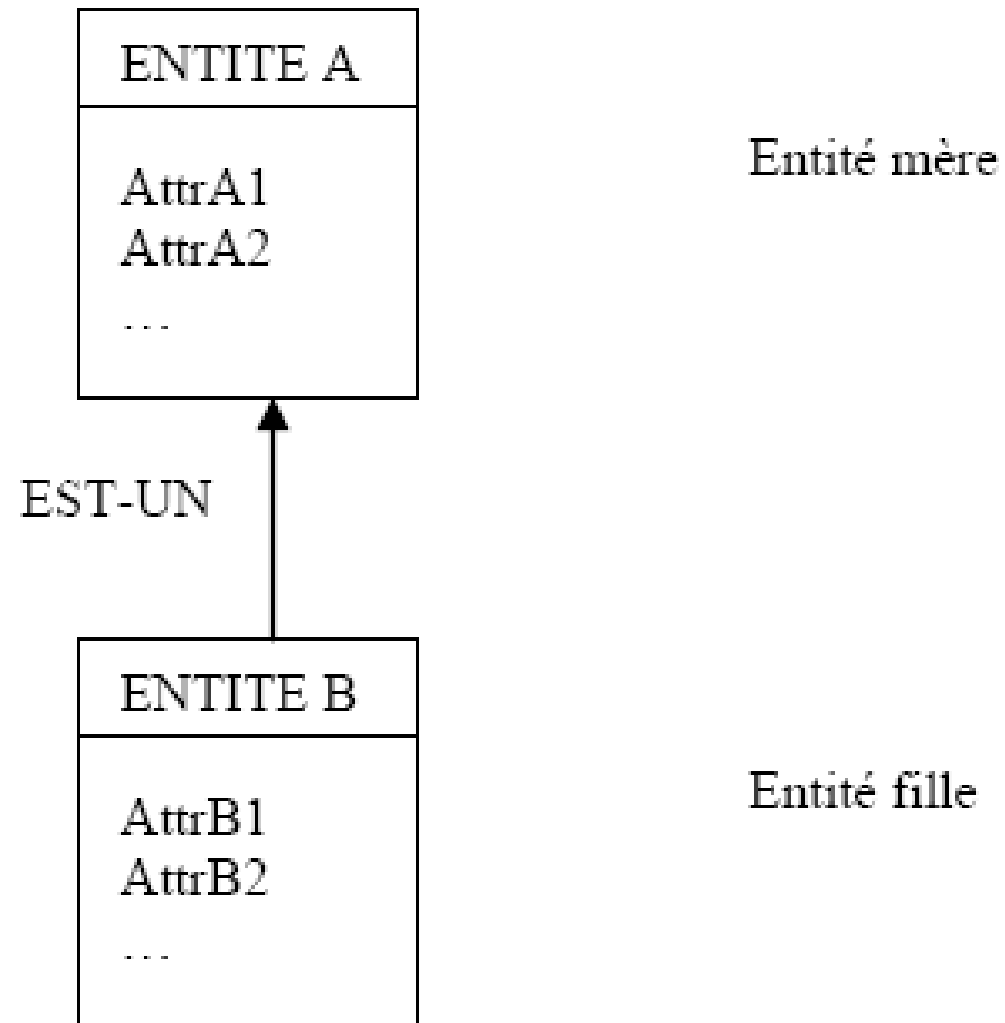 ENTITE A
Entité mère
AttrA1
AttrA2
...
EST-UN
ENTITE B
Entité fille
AttrB1
AttrB2
...